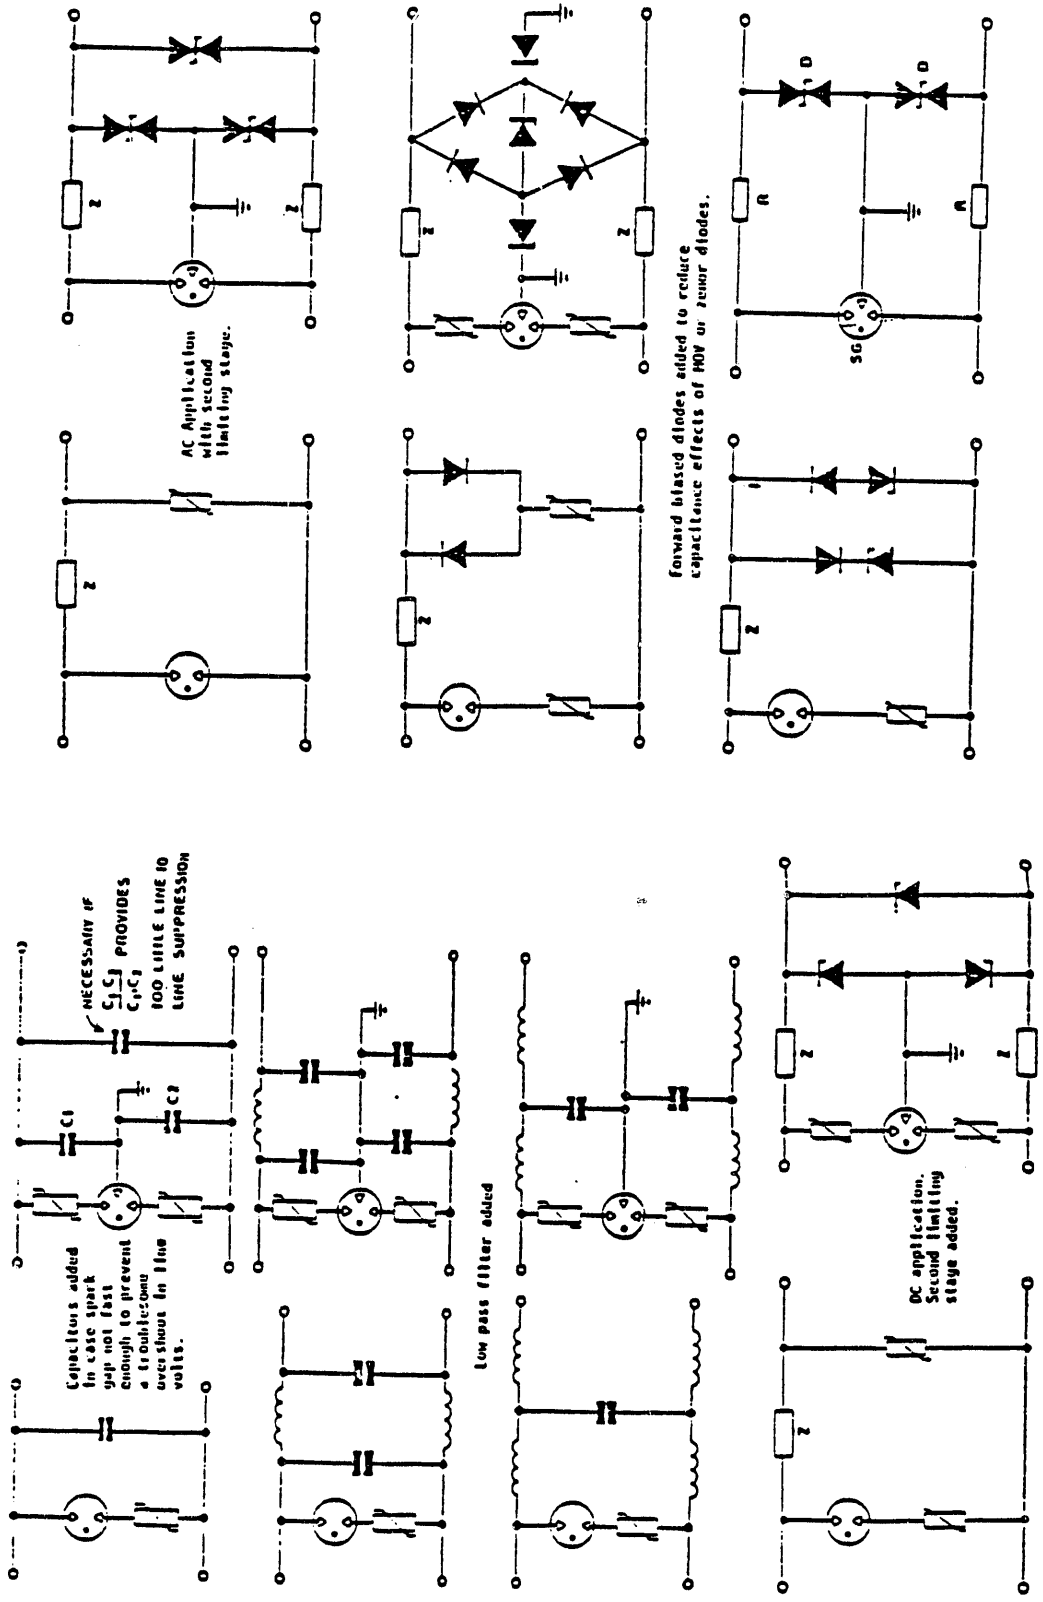 AC Application
with second
limiting stage.
Z
Z
Z
Z
Z
Z
Forward biased diodes added to reduce
capacitance effects of MOV or zenor diodes.
D
D
R
R
SG
Z
NECESSARY IF
C₁ C₂ PROVIDES
C₁+C₂
TOO LITTLE LINE TO
LINE SUPPRESSION
C1
C2
Capacitors added
in case spark
gap not fast
enough to prevent
a troublesome
overshoot in line
volts.
Low pass filter added
Z
Z
DC application.
Second limiting
stage added.
Z